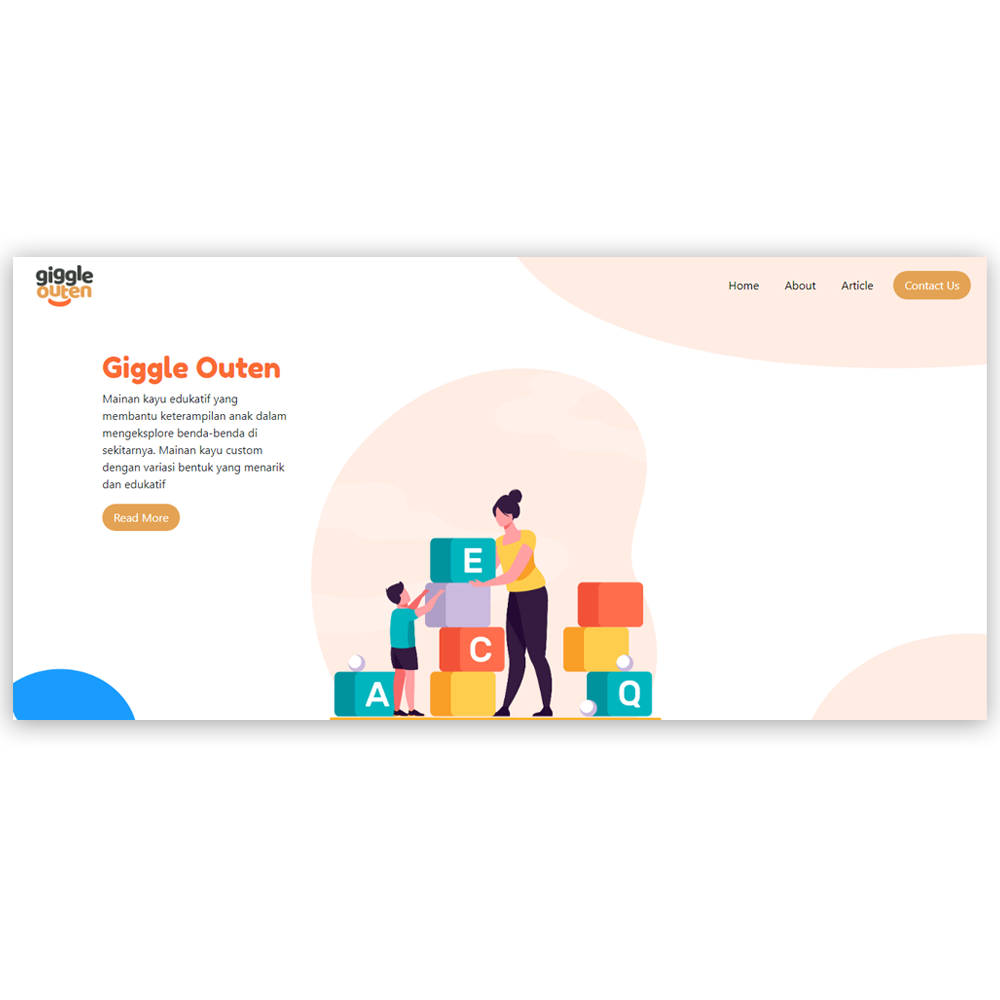 giggle
outen
Home About Article Contact Us
Giggle Outen
Mainan kayu edukatif yang
membantu keterampilan anak dalam
mengeksplore benda-benda di
sekitarnya. Mainan kayu custom
dengan variasi bentuk yang menarik
dan edukatif
Read More
E
C
A
Q